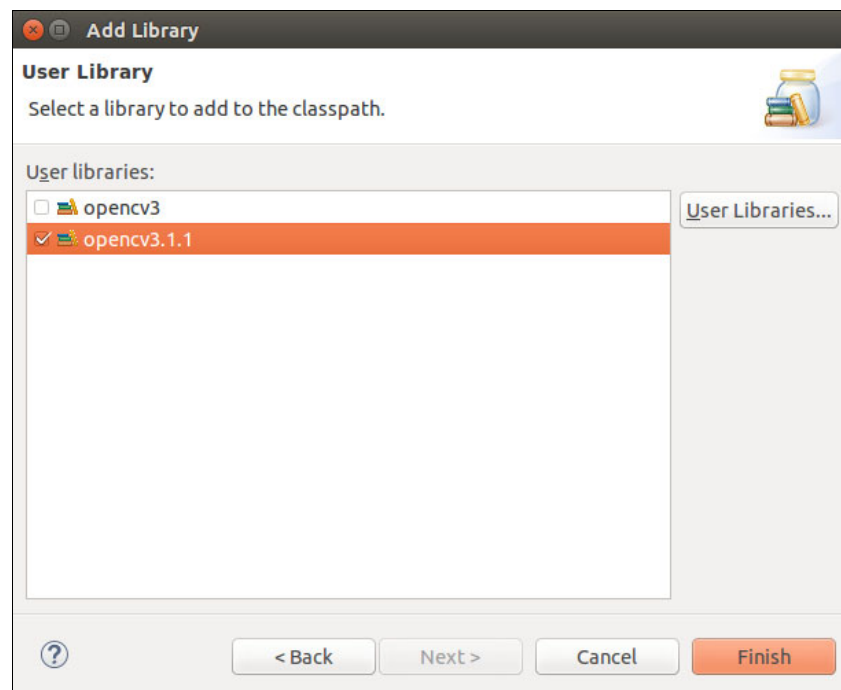 Add Library
User Library
Select a library to add to the classpath.
User libraries:
opencv3
User Libraries...
opencv3.1.1
?
< Back
Next >
Cancel
Finish